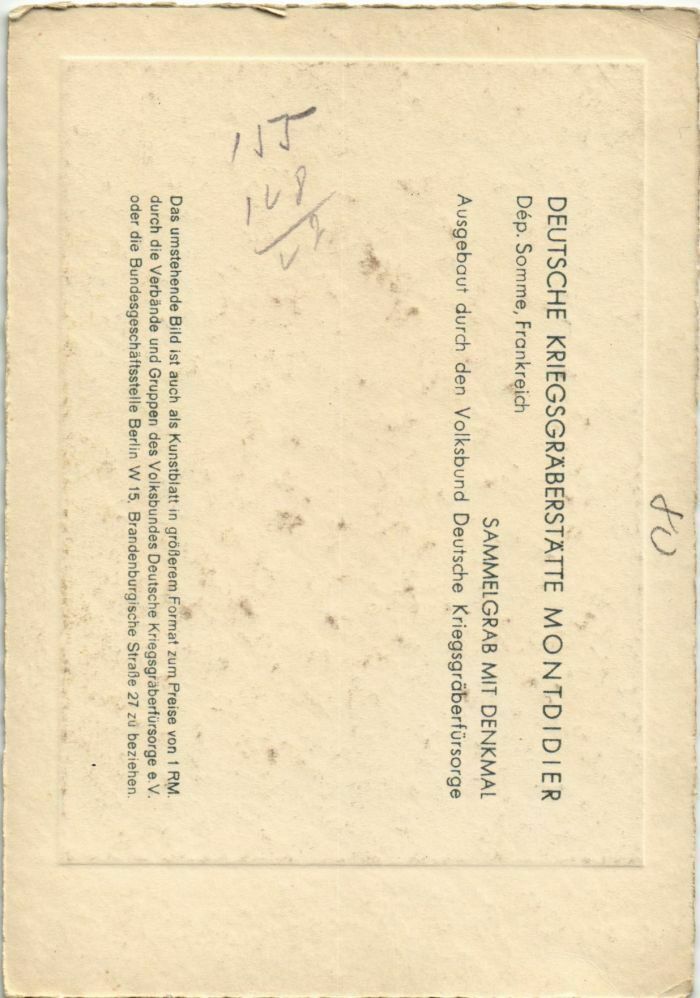 DEUTSCHE KRIEGSGRÄBERSTÄTTE MONT-DIDIER
Dép. Somme, Frankreich
SAMMELGRAB MIT DENKMAL
Ausgebaut durch den Volksbund Deutsche Kriegsgräberfürsorge
Das umstehende Bild ist auch als Kunstblatt in größerem Format zum Preise von 1 RM.
durch die Verbände und Gruppen des Volksbundes Deutsche Kriegsgräberfürsorge e.V.
oder die Bundesgeschäftsstelle Berlin W 15, Brandenburgische Straße 27 zu beziehen.